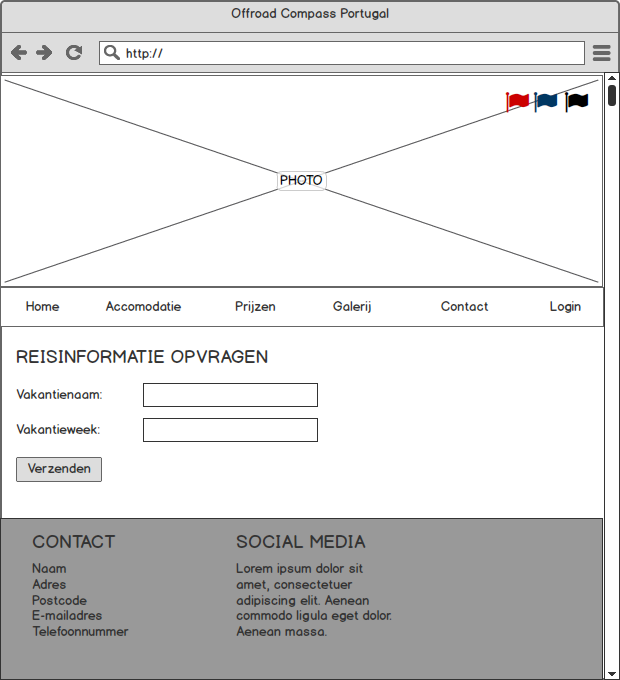 Offroad Compass Portugal
http://
PHOTO
Home Accomodatie Prijzen Galerij Contact Login
REISINFORMATIE OPVRAGEN
Vakantienaam:
Vakantieweek:
Verzenden
CONTACT
Naam
Adres
Postcode
E-mailadres
Telefoonnummer
SOCIAL MEDIA
Lorem ipsum dolor sit
amet, consectetuer
adipiscing elit. Aenean
commodo ligula eget dolor.
Aenean massa.